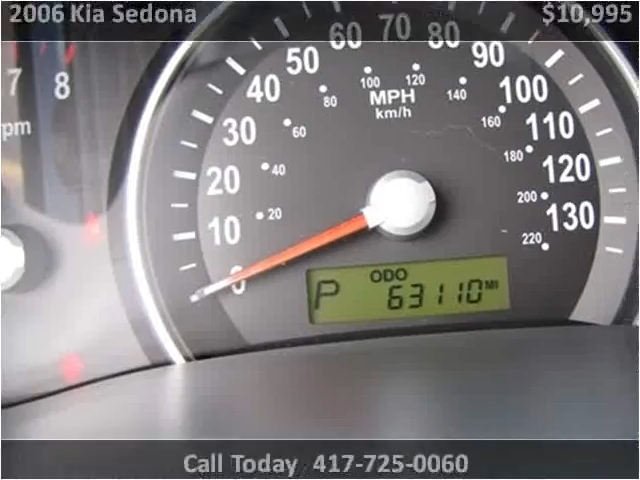 2006 Kia Sedona $10,995
7 8
rpm
0 10 20 30 40 50 60 70 80 90 100 110 120 130
20 40 60 80 100 120 140 160 180 200 220
MPH
km/h
ODO
P 63110 MI
Call Today 417-725-0060